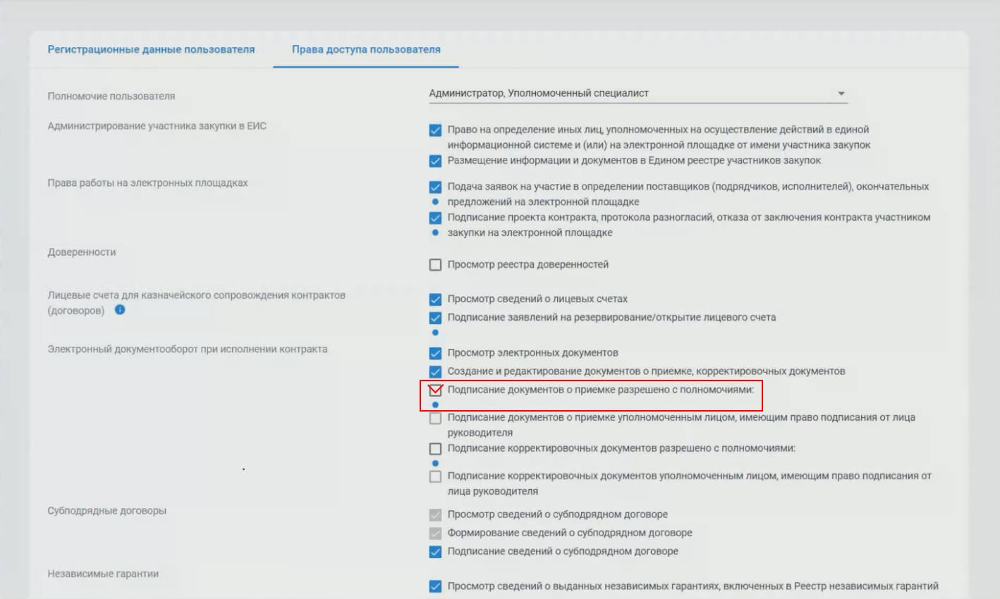 Регистрационные данные пользователя
Права доступа пользователя
Полномочие пользователя
Администратор, Уполномоченный специалист
Администрирование участника закупки в ЕИС
Право на определение иных лиц, уполномоченных на осуществление действий в единой
информационной системе и (или) на электронной площадке от имени участника закупок
Размещение информации и документов в Едином реестре участников закупок
Права работы на электронных площадках
Подача заявок на участие в определении поставщиков (подрядчиков, исполнителей), окончательных
предложений на электронной площадке
Подписание проекта контракта, протокола разногласий, отказа от заключения контракта участником
закупки на электронной площадке
Доверенности
Просмотр реестра доверенностей
Лицевые счета для казначейского сопровождения контрактов
(договоров) i
Просмотр сведений о лицевых счетах
Подписание заявлений на резервирование/открытие лицевого счета
Электронный документооборот при исполнении контракта
Просмотр электронных документов
Создание и редактирование документов о приемке, корректировочных документов
Подписание документов о приемке разрешено с полномочиями:
Подписание документов о приемке уполномоченным лицом, имеющим право подписания от лица
руководителя
Подписание корректировочных документов разрешено с полномочиями:
Подписание корректировочных документов уполномоченным лицом, имеющим право подписания от
лица руководителя
Субподрядные договоры
Просмотр сведений о субподрядном договоре
Формирование сведений о субподрядном договоре
Подписание сведений о субподрядном договоре
Независимые гарантии
Просмотр сведений о выданных независимых гарантиях, включенных в Реестр независимых гарантий